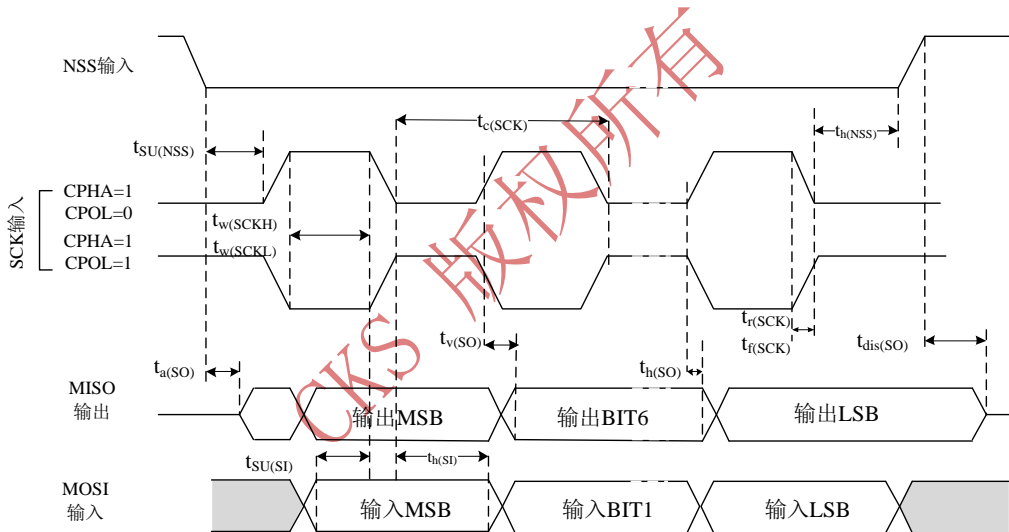 NSS输入
tc(SCK)
th(NSS)
tSU(NSS)
SCK输入
CPHA=1
CPOL=0
CPHA=1
CPOL=1
tw(SCKH)
tw(SCKL)
tr(SCK)
tf(SCK)
tv(SO)
tdis(SO)
ta(SO)
th(SO)
MISO
输出
输出MSB
输出BIT6
输出LSB
tSU(SI)
th(SI)
MOSI
输入
输入MSB
输入BIT1
输入LSB
CKS 版权所有